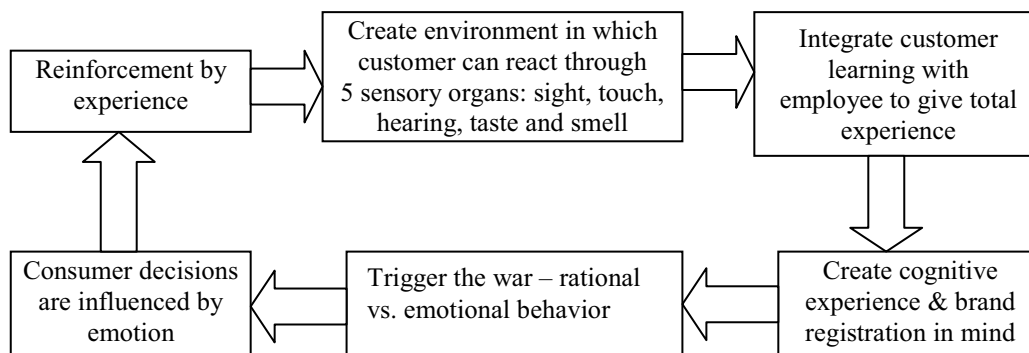 Reinforcement by
experience
Create environment in which
customer can react through
5 sensory organs: sight, touch,
hearing, taste and smell
Integrate customer
learning with
employee to give total
experience
Create cognitive
experience & brand
registration in mind
Trigger the war – rational
vs. emotional behavior
Consumer decisions
are influenced by
emotion